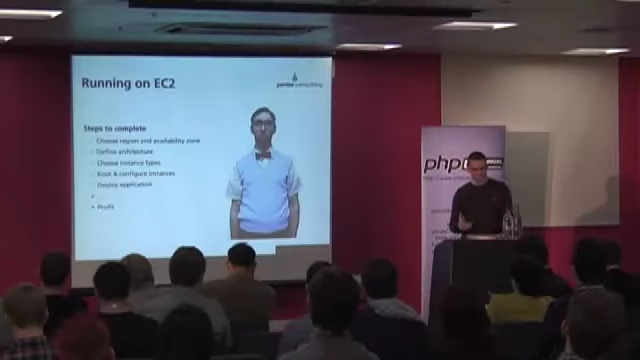 Running on EC2
Steps to complete
- Choose region and availability zone
- Define architecture
- Choose instance types
- Boot & configure instances
- Deploy application
-
- Profit